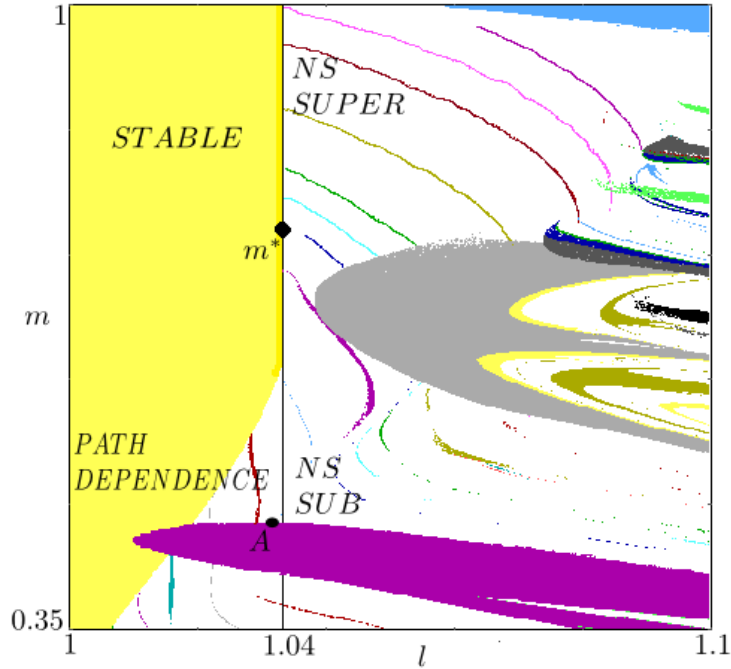 1
NS
SUPER
STABLE
m*
m
PATH
DEPENDENCE
NS
SUB
A
0.35
1
1.04
l
1.1